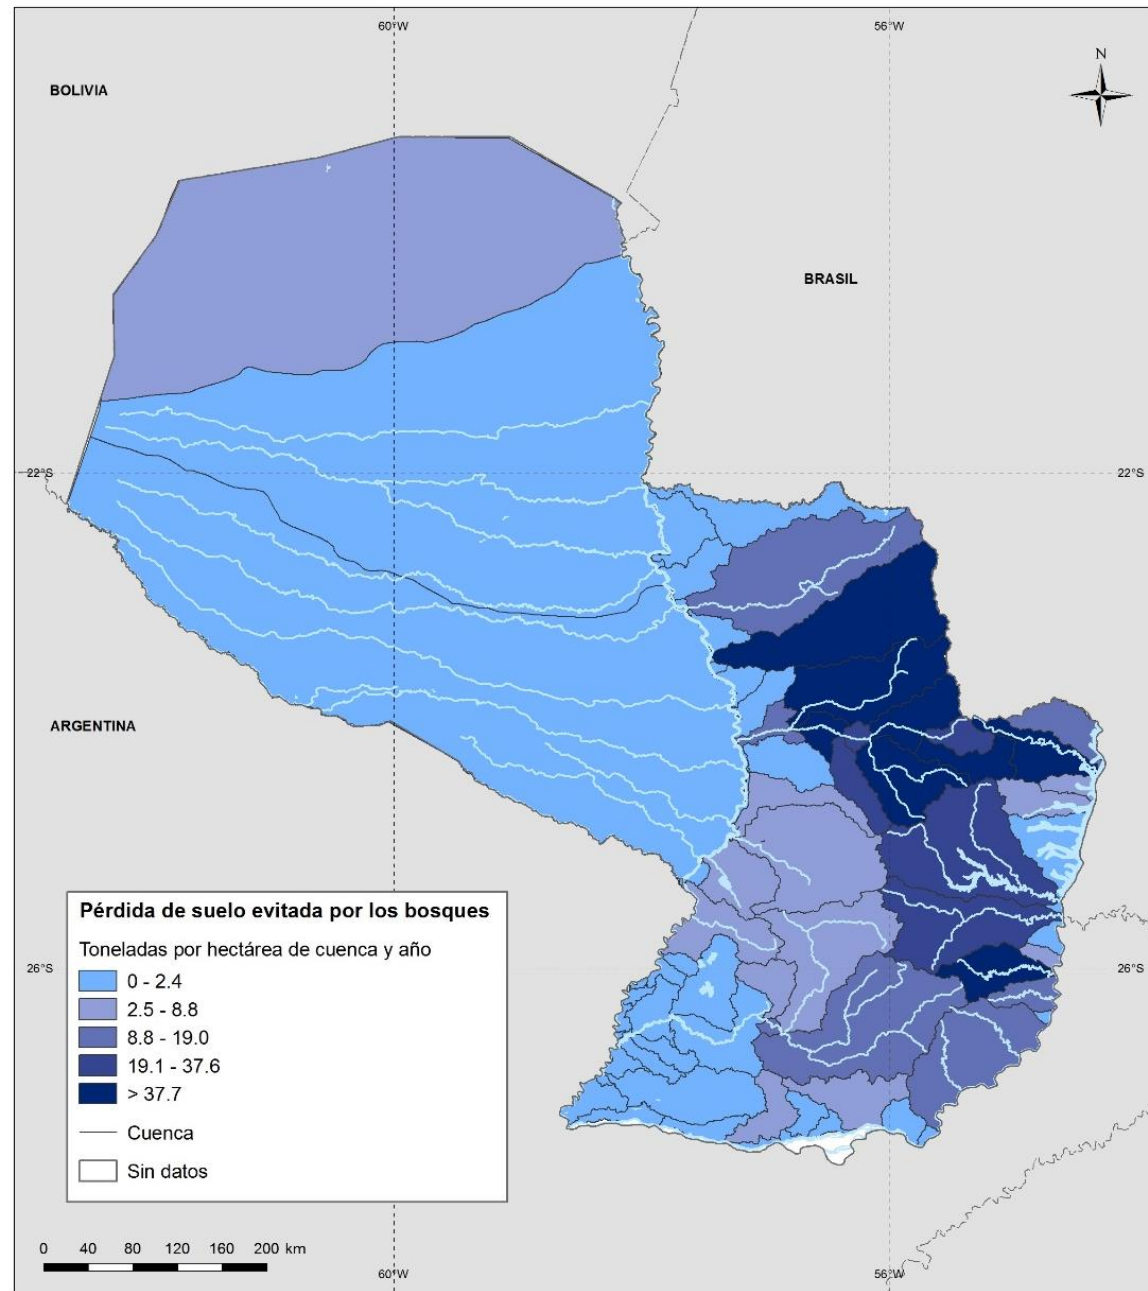 60°W
56°W
N
BOLIVIA
BRASIL
22°S
22°S
ARGENTINA
Pérdida de suelo evitada por los bosques
Toneladas por hectárea de cuenca y año
0 - 2.4
2.5 - 8.8
8.8 - 19.0
19.1 - 37.6
> 37.7
Cuenca
Sin datos
26°S
26°S
0 40 80 120 160 200 km
60°W
56°W